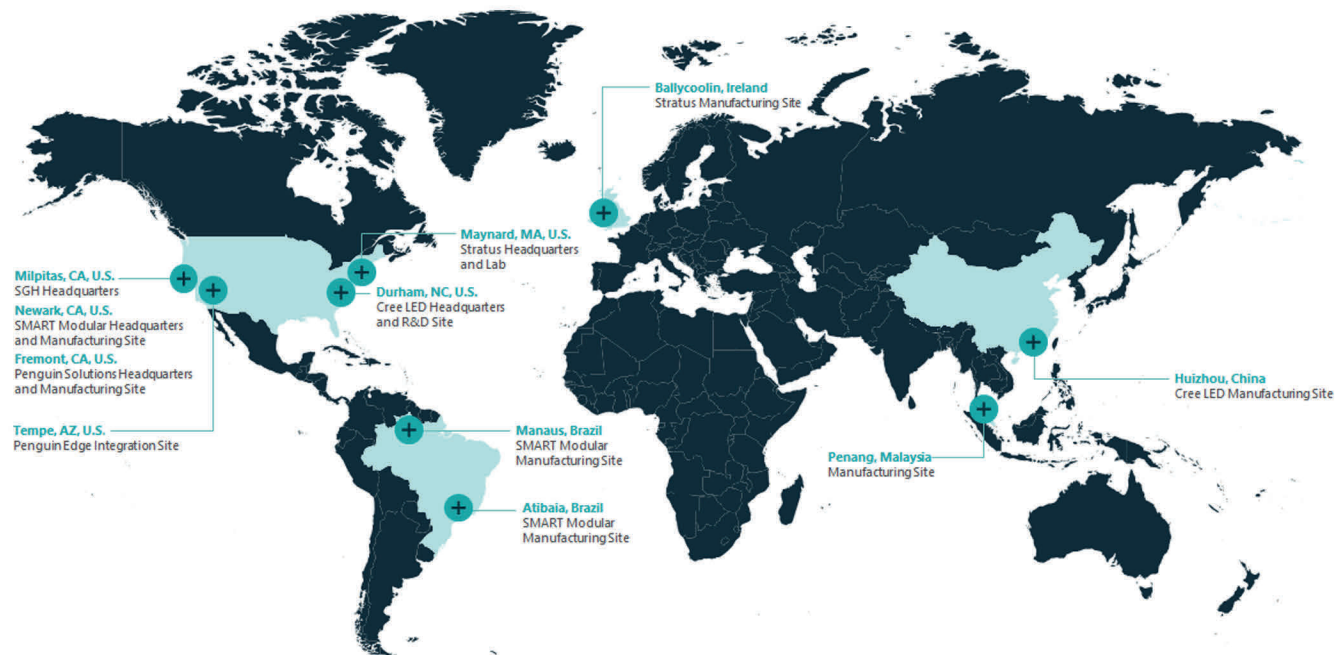 Ballycoolin, Ireland
Stratus Manufacturing Site
Maynard, MA, U.S.
Stratus Headquarters
and Lab
Milpitas, CA, U.S.
SGH Headquarters
Newark, CA, U.S.
SMART Modular Headquarters
and Manufacturing Site
Fremont, CA, U.S.
Penguin Solutions Headquarters
and Manufacturing Site
Tempe, AZ, U.S.
Penguin Edge Integration Site
Durham, NC, U.S.
Cree LED Headquarters
and R&D Site
Manaus, Brazil
SMART Modular
Manufacturing Site
Atibaia, Brazil
SMART Modular
Manufacturing Site
Huizhou, China
Cree LED Manufacturing Site
Penang, Malaysia
Manufacturing Site